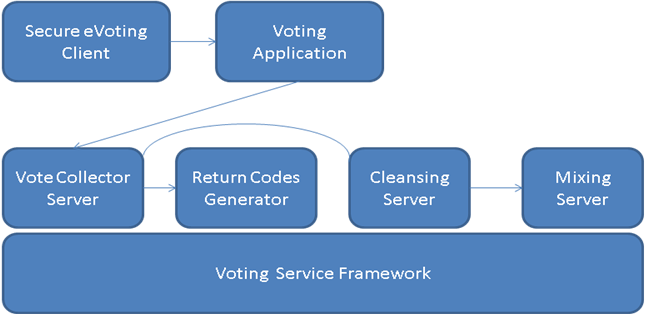 Secure eVoting
Client
Voting
Application
Vote Collector
Server
Return Codes
Generator
Cleansing
Server
Mixing
Server
Voting Service Framework